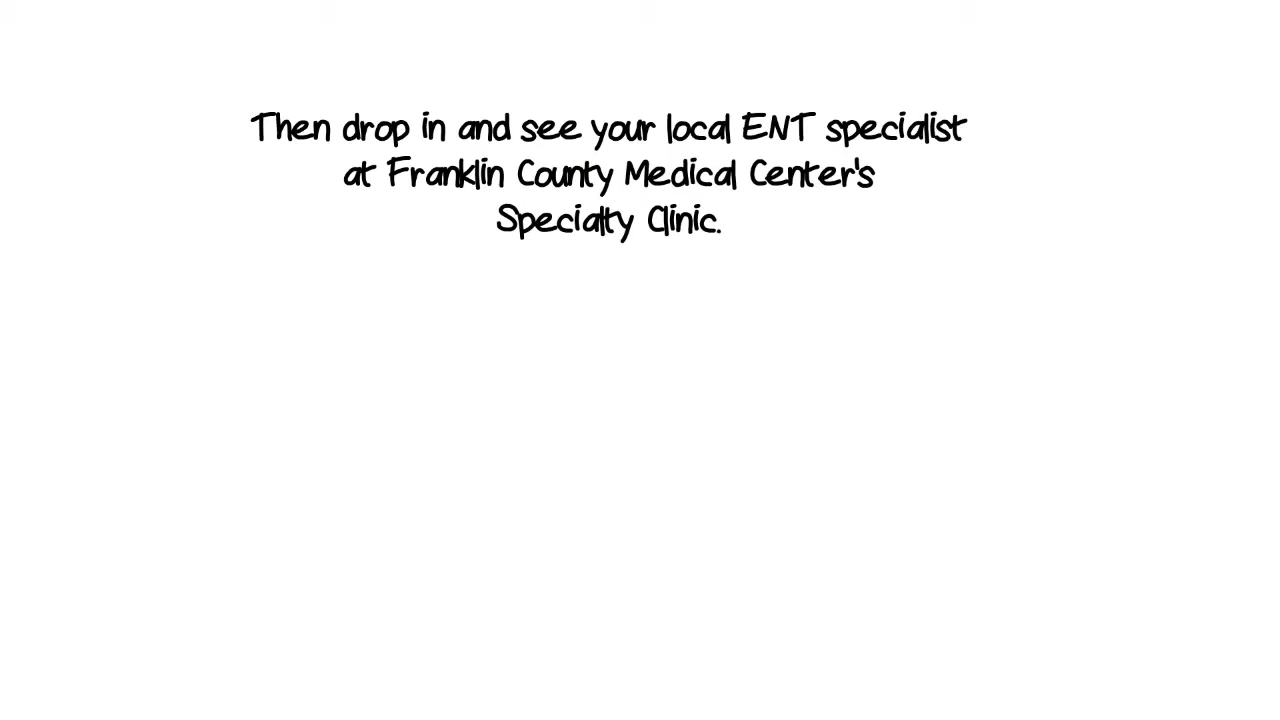 Then drop in and see your local ENT specialist
at Franklin County Medical Center's
Specialty Clinic.